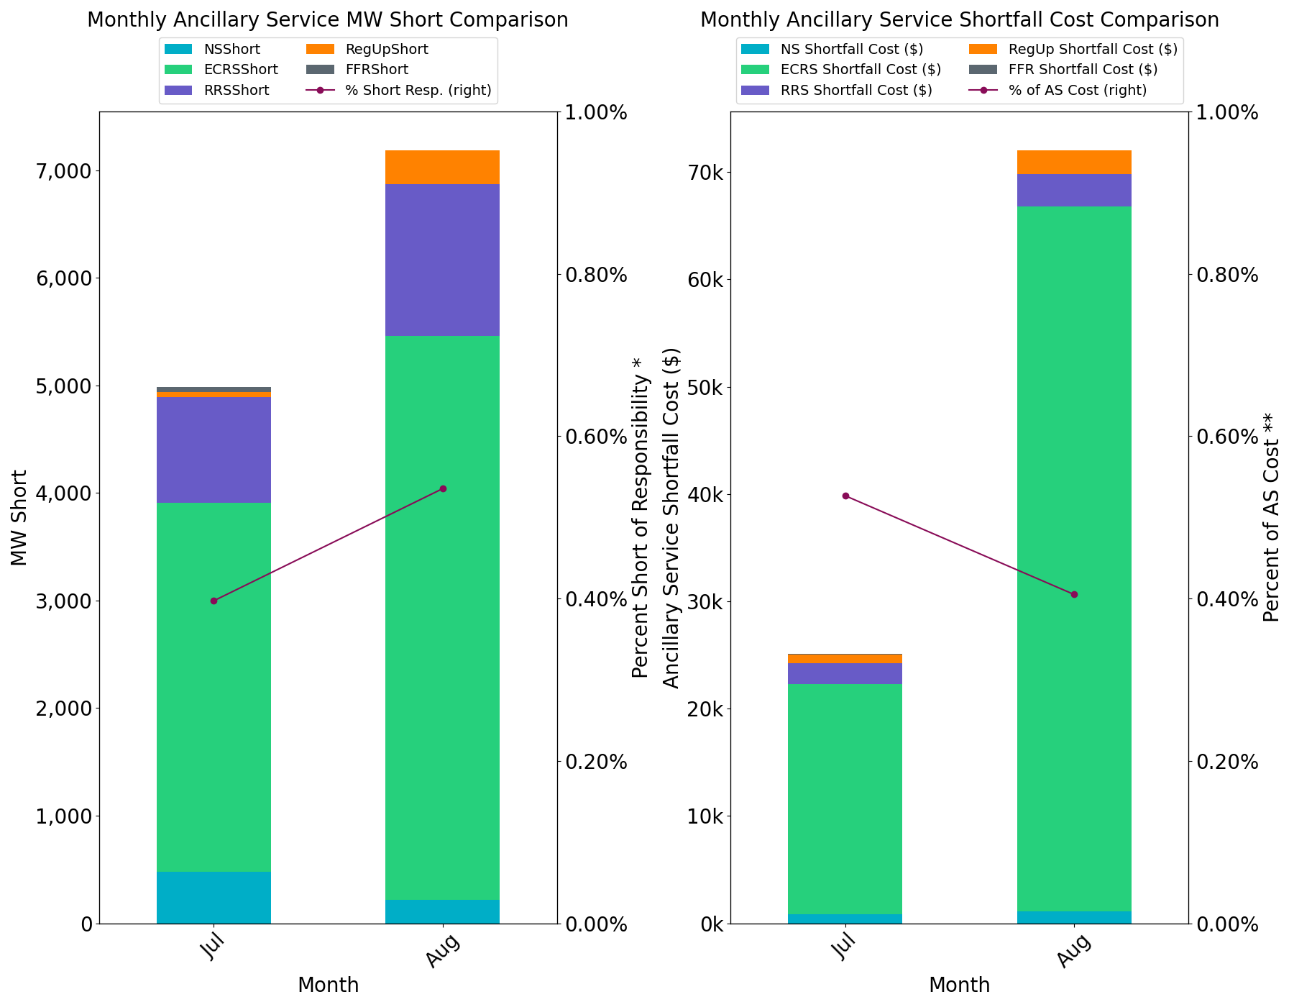 Monthly Ancillary Service MW Short Comparison
NSShort
ECRSShort
RRSShort
RegUpShort
FFRShort
% Short Resp. (right)
7,000
6,000
5,000
4,000
3,000
2,000
1,000
0
MW Short
1.00%
0.80%
0.60%
0.40%
0.20%
0.00%
Percent Short of Responsibility *
Jul
Aug
Month
Monthly Ancillary Service Shortfall Cost Comparison
NS Shortfall Cost ($)
ECRS Shortfall Cost ($)
RRS Shortfall Cost ($)
RegUp Shortfall Cost ($)
FFR Shortfall Cost ($)
% of AS Cost (right)
70k
60k
50k
40k
30k
20k
10k
0k
Ancillary Service Shortfall Cost ($)
1.00%
0.80%
0.60%
0.40%
0.20%
0.00%
Percent of AS Cost **
Jul
Aug
Month